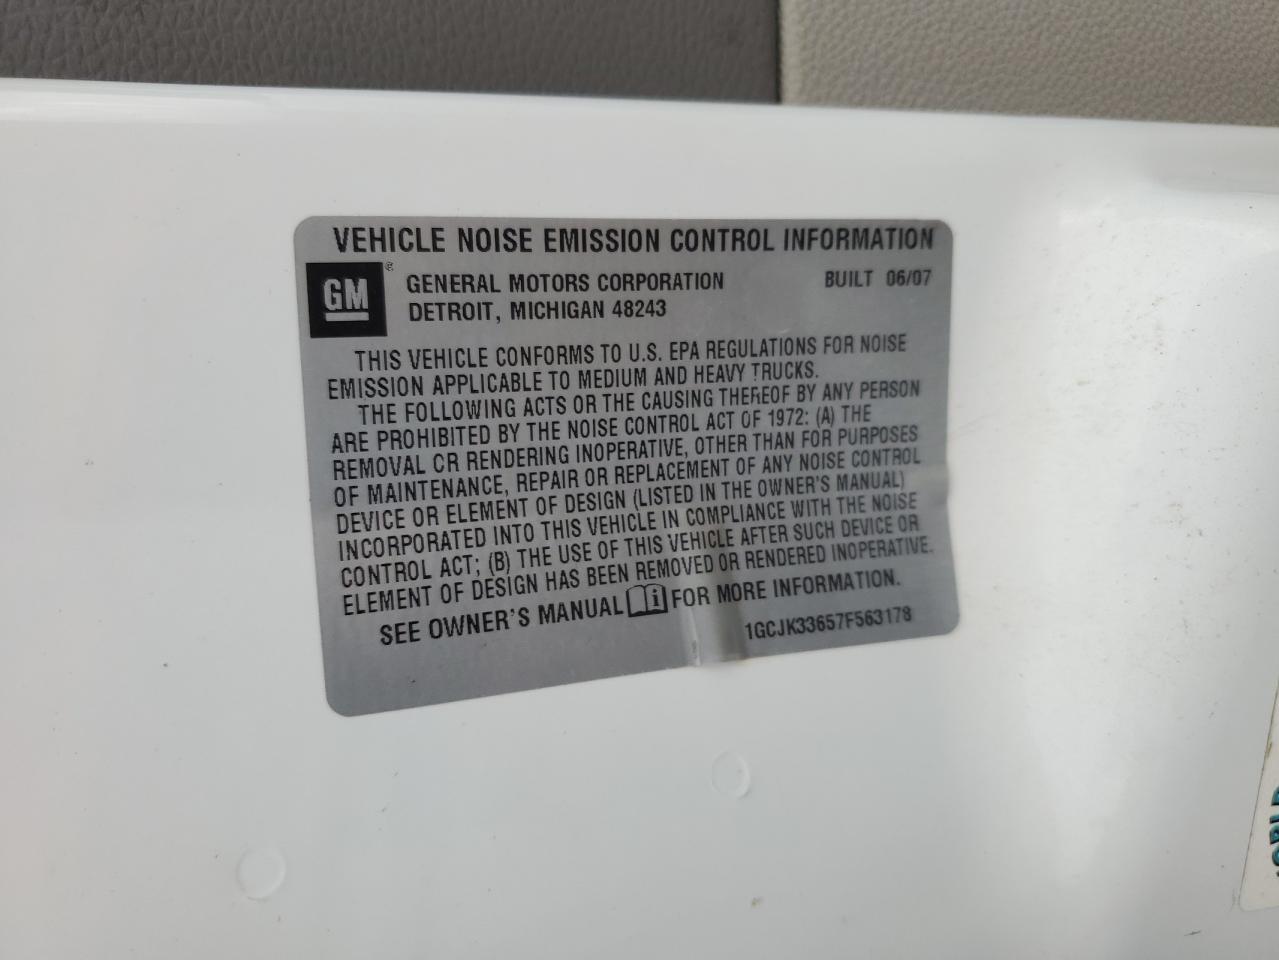 VEHICLE NOISE EMISSION CONTROL INFORMATION
GM ®
GENERAL MOTORS CORPORATION BUILT 06/07
DETROIT, MICHIGAN 48243
THIS VEHICLE CONFORMS TO U.S. EPA REGULATIONS FOR NOISE
EMISSION APPLICABLE TO MEDIUM AND HEAVY TRUCKS.
THE FOLLOWING ACTS OR THE CAUSING THEREOF BY ANY PERSON
ARE PROHIBITED BY THE NOISE CONTROL ACT OF 1972: (A) THE
REMOVAL OR RENDERING INOPERATIVE, OTHER THAN FOR PURPOSES
OF MAINTENANCE, REPAIR OR REPLACEMENT OF ANY NOISE CONTROL
DEVICE OR ELEMENT OF DESIGN (LISTED IN THE OWNER'S MANUAL)
INCORPORATED INTO THIS VEHICLE IN COMPLIANCE WITH THE NOISE
CONTROL ACT; (B) THE USE OF THIS VEHICLE AFTER SUCH DEVICE OR
ELEMENT OF DESIGN HAS BEEN REMOVED OR RENDERED INOPERATIVE.
SEE OWNER'S MANUAL i FOR MORE INFORMATION.
1GCJK33657F563178